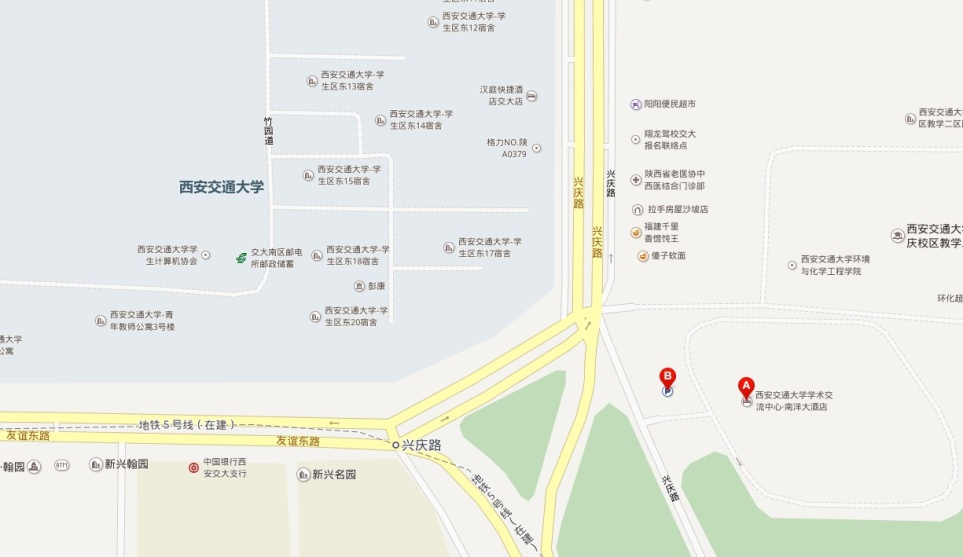 西安交通大学-学
生区东12宿舍
西安交通大学-学
生区东13宿舍
汉庭快捷酒
店交大店
阳阳便民超市
西安交通大学-学
生区东14宿舍
西安交通大
区教学二区
竹园道
翔龙驾校交大
报名联络点
格力NO.陕
A0379
西安交通大学-学
生区东15宿舍
陕西省老医协中
西医结合门诊部
西安交通大学
兴庆路
兴庆路
拉手房屋沙坡店
福建千里
香馄饨王
西安交通大
庆校区教学
兴庆路
西安交通大学学
生计算机协会
交大南区邮电
所邮政储蓄
西安交通大学-学
生区东18宿舍
西安交通大学-学
生区东17宿舍
傻子软面
西安交通大学环境
与化学工程学院
彭康
环化超
西安交通大学-青
年教师公寓3号楼
西安交通大学-学
生区东20宿舍
大学
公寓
B
A
西安交通大学学术交
流中心-南洋大酒店
地铁5号线(在建)
友谊东路
友谊东路
兴庆路
翰园
新兴翰园
中国银行西
安交大支行
新兴名园
地铁5号线(在建)
兴庆路